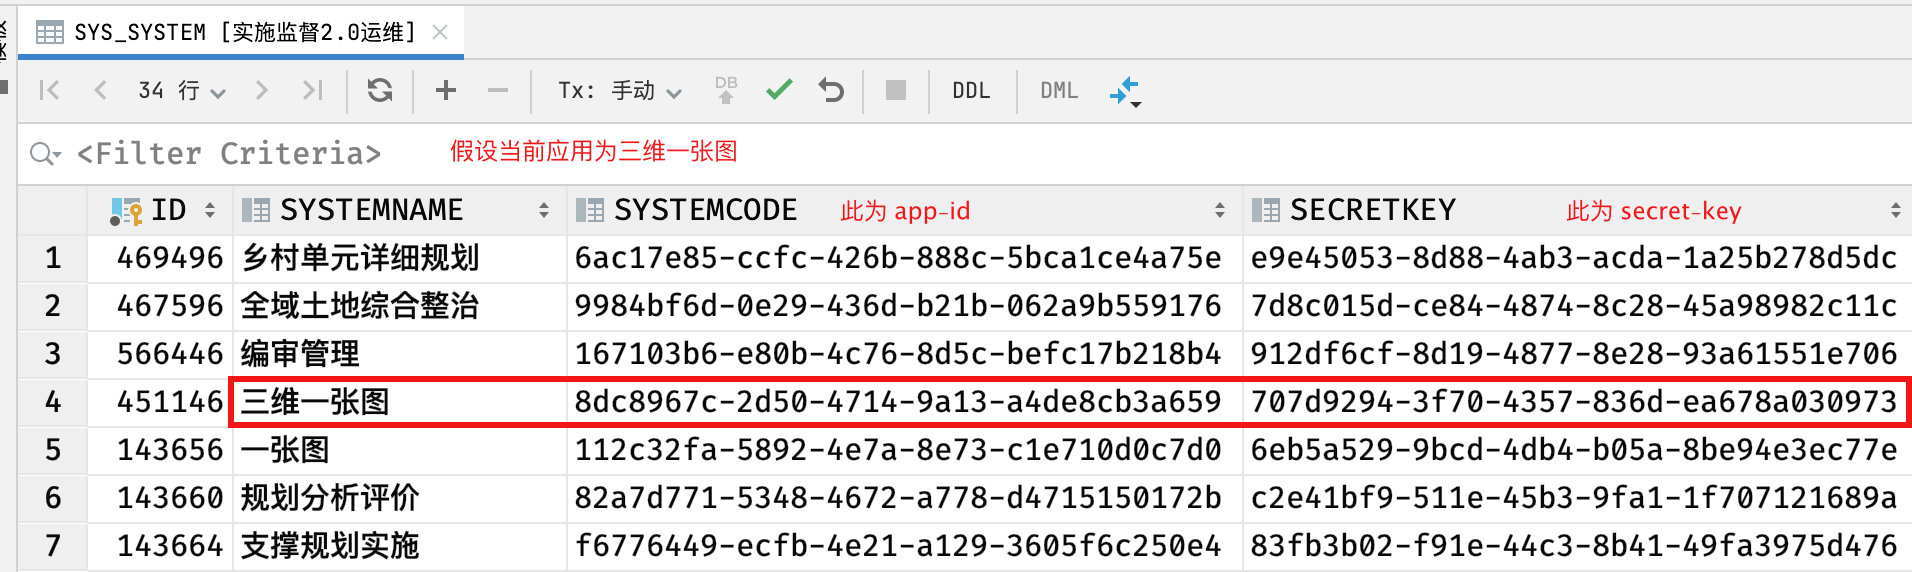 SYS_SYSTEM [实施监督2.0运维]
34 行 Tx: 手动 DB DDL DML
<Filter Criteria> 假设当前应用为三维一张图
ID SYSTEMNAME SYSTEMCODE 此为 app-id SECRETKEY 此为 secret-key
1 469496 乡村单元详细规划 6ac17e85-ccfc-426b-888c-5bca1ce4a75e e9e45053-8d88-4ab3-acda-1a25b278d5dc
2 467596 全域土地综合整治 9984bf6d-0e29-436d-b21b-062a9b559176 7d8c015d-ce84-4874-8c28-45a98982c11c
3 566446 编审管理 167103b6-e80b-4c76-8d5c-befc17b218b4 912df6cf-8d19-4877-8e28-93a61551e706
4 451146 三维一张图 8dc8967c-2d50-4714-9a13-a4de8cb3a659 707d9294-3f70-4357-836d-ea678a030973
5 143656 一张图 112c32fa-5892-4e7a-8e73-c1e710d0c7d0 6eb5a529-9bcd-4db4-b05a-8be94e3ec77e
6 143660 规划分析评价 82a7d771-5348-4672-a778-d4715150172b c2e41bf9-511e-45b3-9fa1-1f707121689a
7 143664 支撑规划实施 f6776449-ecfb-4e21-a129-3605f6c250e4 83fb3b02-f91e-44c3-8b41-49fa3975d476